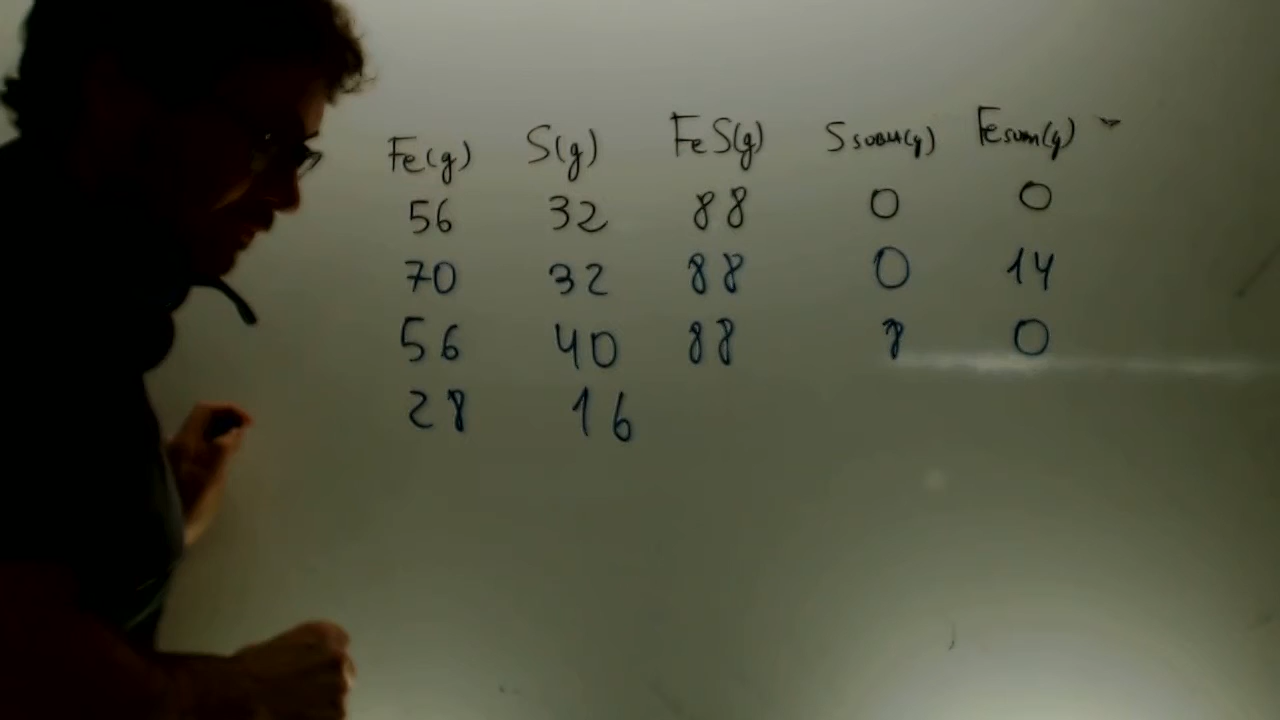 Fe(g) S(g) FeS(g) S sobra(g) Fe sobra(g)
56 32 88 0 0
70 32 88 0 14
56 40 88 8 0
28 16